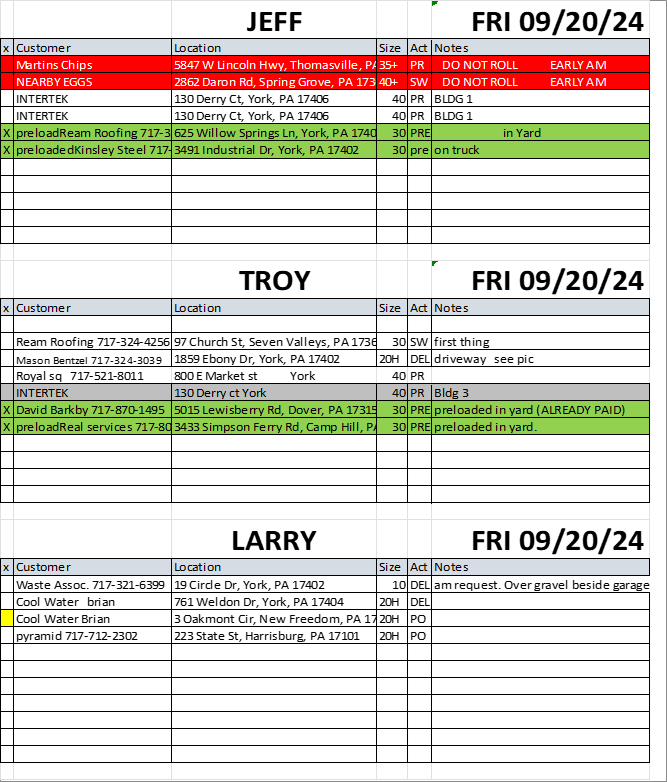 JEFF FRI 09/20/24
x Customer Location Size Act Notes
Martins Chips 5847 W Lincoln Hwy, Thomasville, PA 35+ PR DO NOT ROLL EARLY AM
NEARBY EGGS 2862 Daron Rd, Spring Grove, PA 173 40+ SW DO NOT ROLL EARLY AM
INTERTEK 130 Derry Ct, York, PA 17406 40 PR BLDG 1
INTERTEK 130 Derry Ct, York, PA 17406 40 PR BLDG 1
X preloadReam Roofing 717-3 625 Willow Springs Ln, York, PA 1740 30 PRE in Yard
X preloadedKinsley Steel 717- 3491 Industrial Dr, York, PA 17402 30 pre on truck
TROY FRI 09/20/24
x Customer Location Size Act Notes
Ream Roofing 717-324-4256 97 Church St, Seven Valleys, PA 1736 30 SW first thing
Mason Bentzel 717-324-3039 1859 Ebony Dr, York, PA 17402 20H DEL driveway see pic
Royal sq 717-521-8011 800 E Market st York 40 PR
INTERTEK 130 Derry ct York 40 PR Bldg 3
X David Barkby 717-870-1495 5015 Lewisberry Rd, Dover, PA 17315 30 PRE preloaded in yard (ALREADY PAID)
X preloadReal services 717-80 3433 Simpson Ferry Rd, Camp Hill, PA 30 PRE preloaded in yard.
LARRY FRI 09/20/24
x Customer Location Size Act Notes
Waste Assoc. 717-321-6399 19 Circle Dr, York, PA 17402 10 DEL am request. Over gravel beside garage
Cool Water brian 761 Weldon Dr, York, PA 17404 20H DEL
Cool Water Brian 3 Oakmont Cir, New Freedom, PA 17 20H PO
pyramid 717-712-2302 223 State St, Harrisburg, PA 17101 20H PO